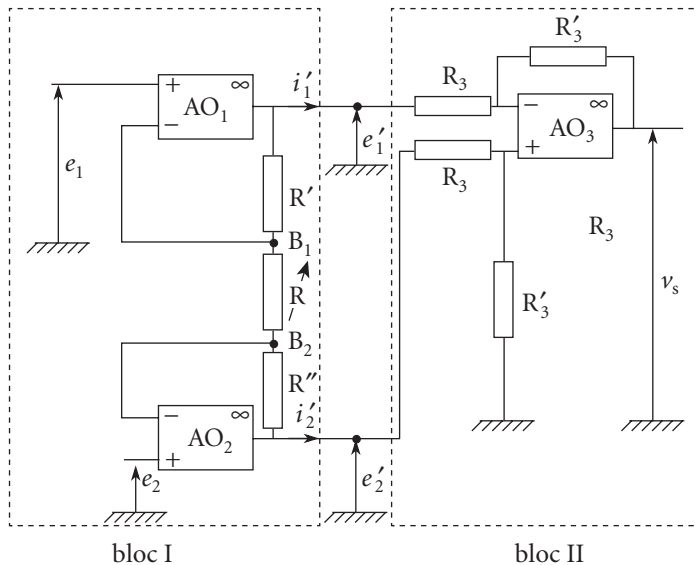 R′₃
+
∞
i′₁
R₃
−
∞
AO₁
AO₃
−
e′₁
+
e₁
R₃
R′
R₃
B₁
R
vₛ
R′₃
B₂
R″
−
∞
i′₂
AO₂
+
e₂
e′₂
bloc I
bloc II